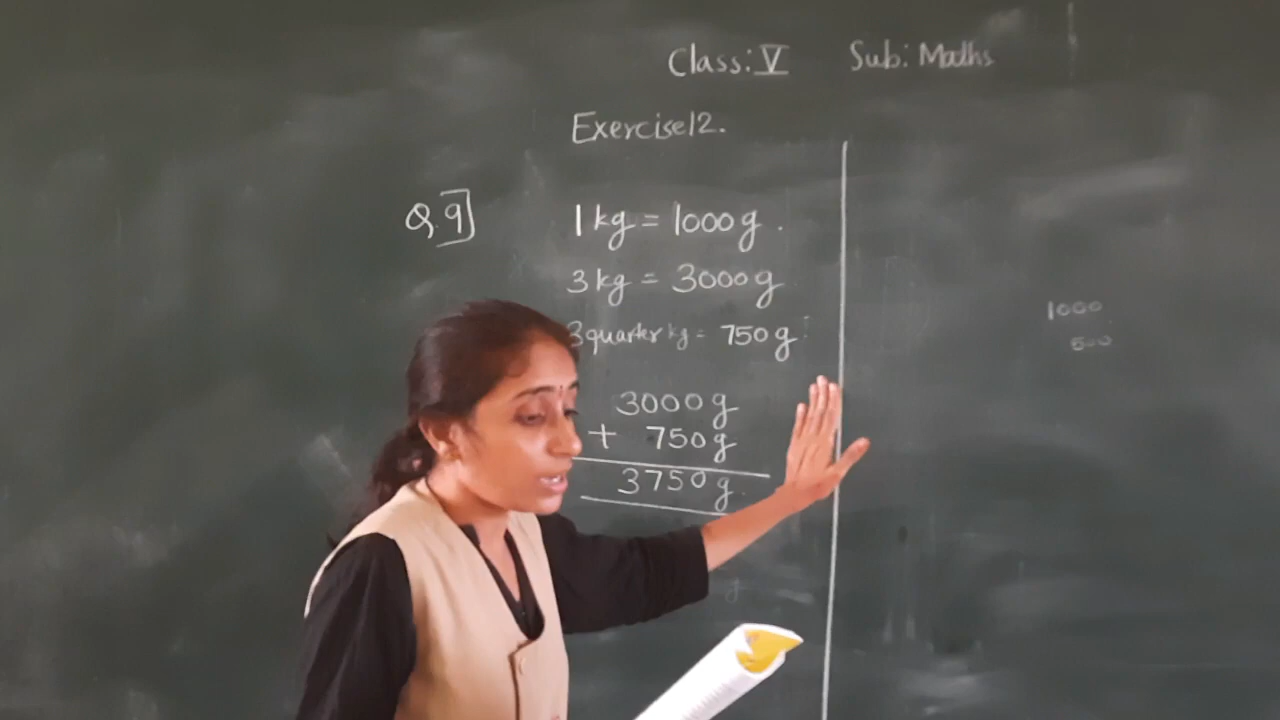 Class: V Sub: Maths
Exercise 12.
Q.9]
1 kg = 1000 g.
3 kg = 3000 g
3 quarter kg = 750 g
3000 g
+ 750 g
3750 g
1000
500